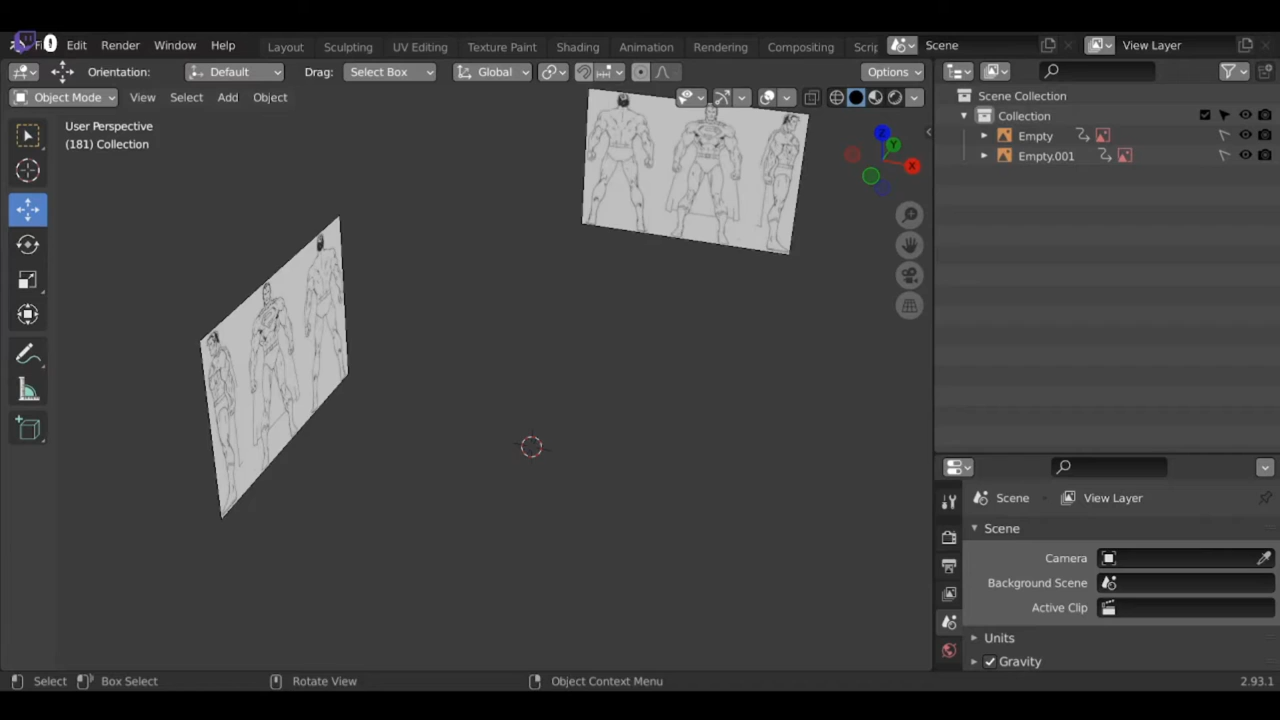 Edit Render Window Help Layout Sculpting UV Editing Texture Paint Shading Animation Rendering Compositing Scene View Layer
Orientation: Default Drag: Select Box Global Options
Object Mode View Select Add Object
User Perspective
(181) Collection
Z
Y
X
Scene Collection
Collection
Empty
Empty.001
Scene View Layer
Scene
Camera
Background Scene
Active Clip
Units
Gravity
Select Box Select Rotate View Object Context Menu 2.93.1